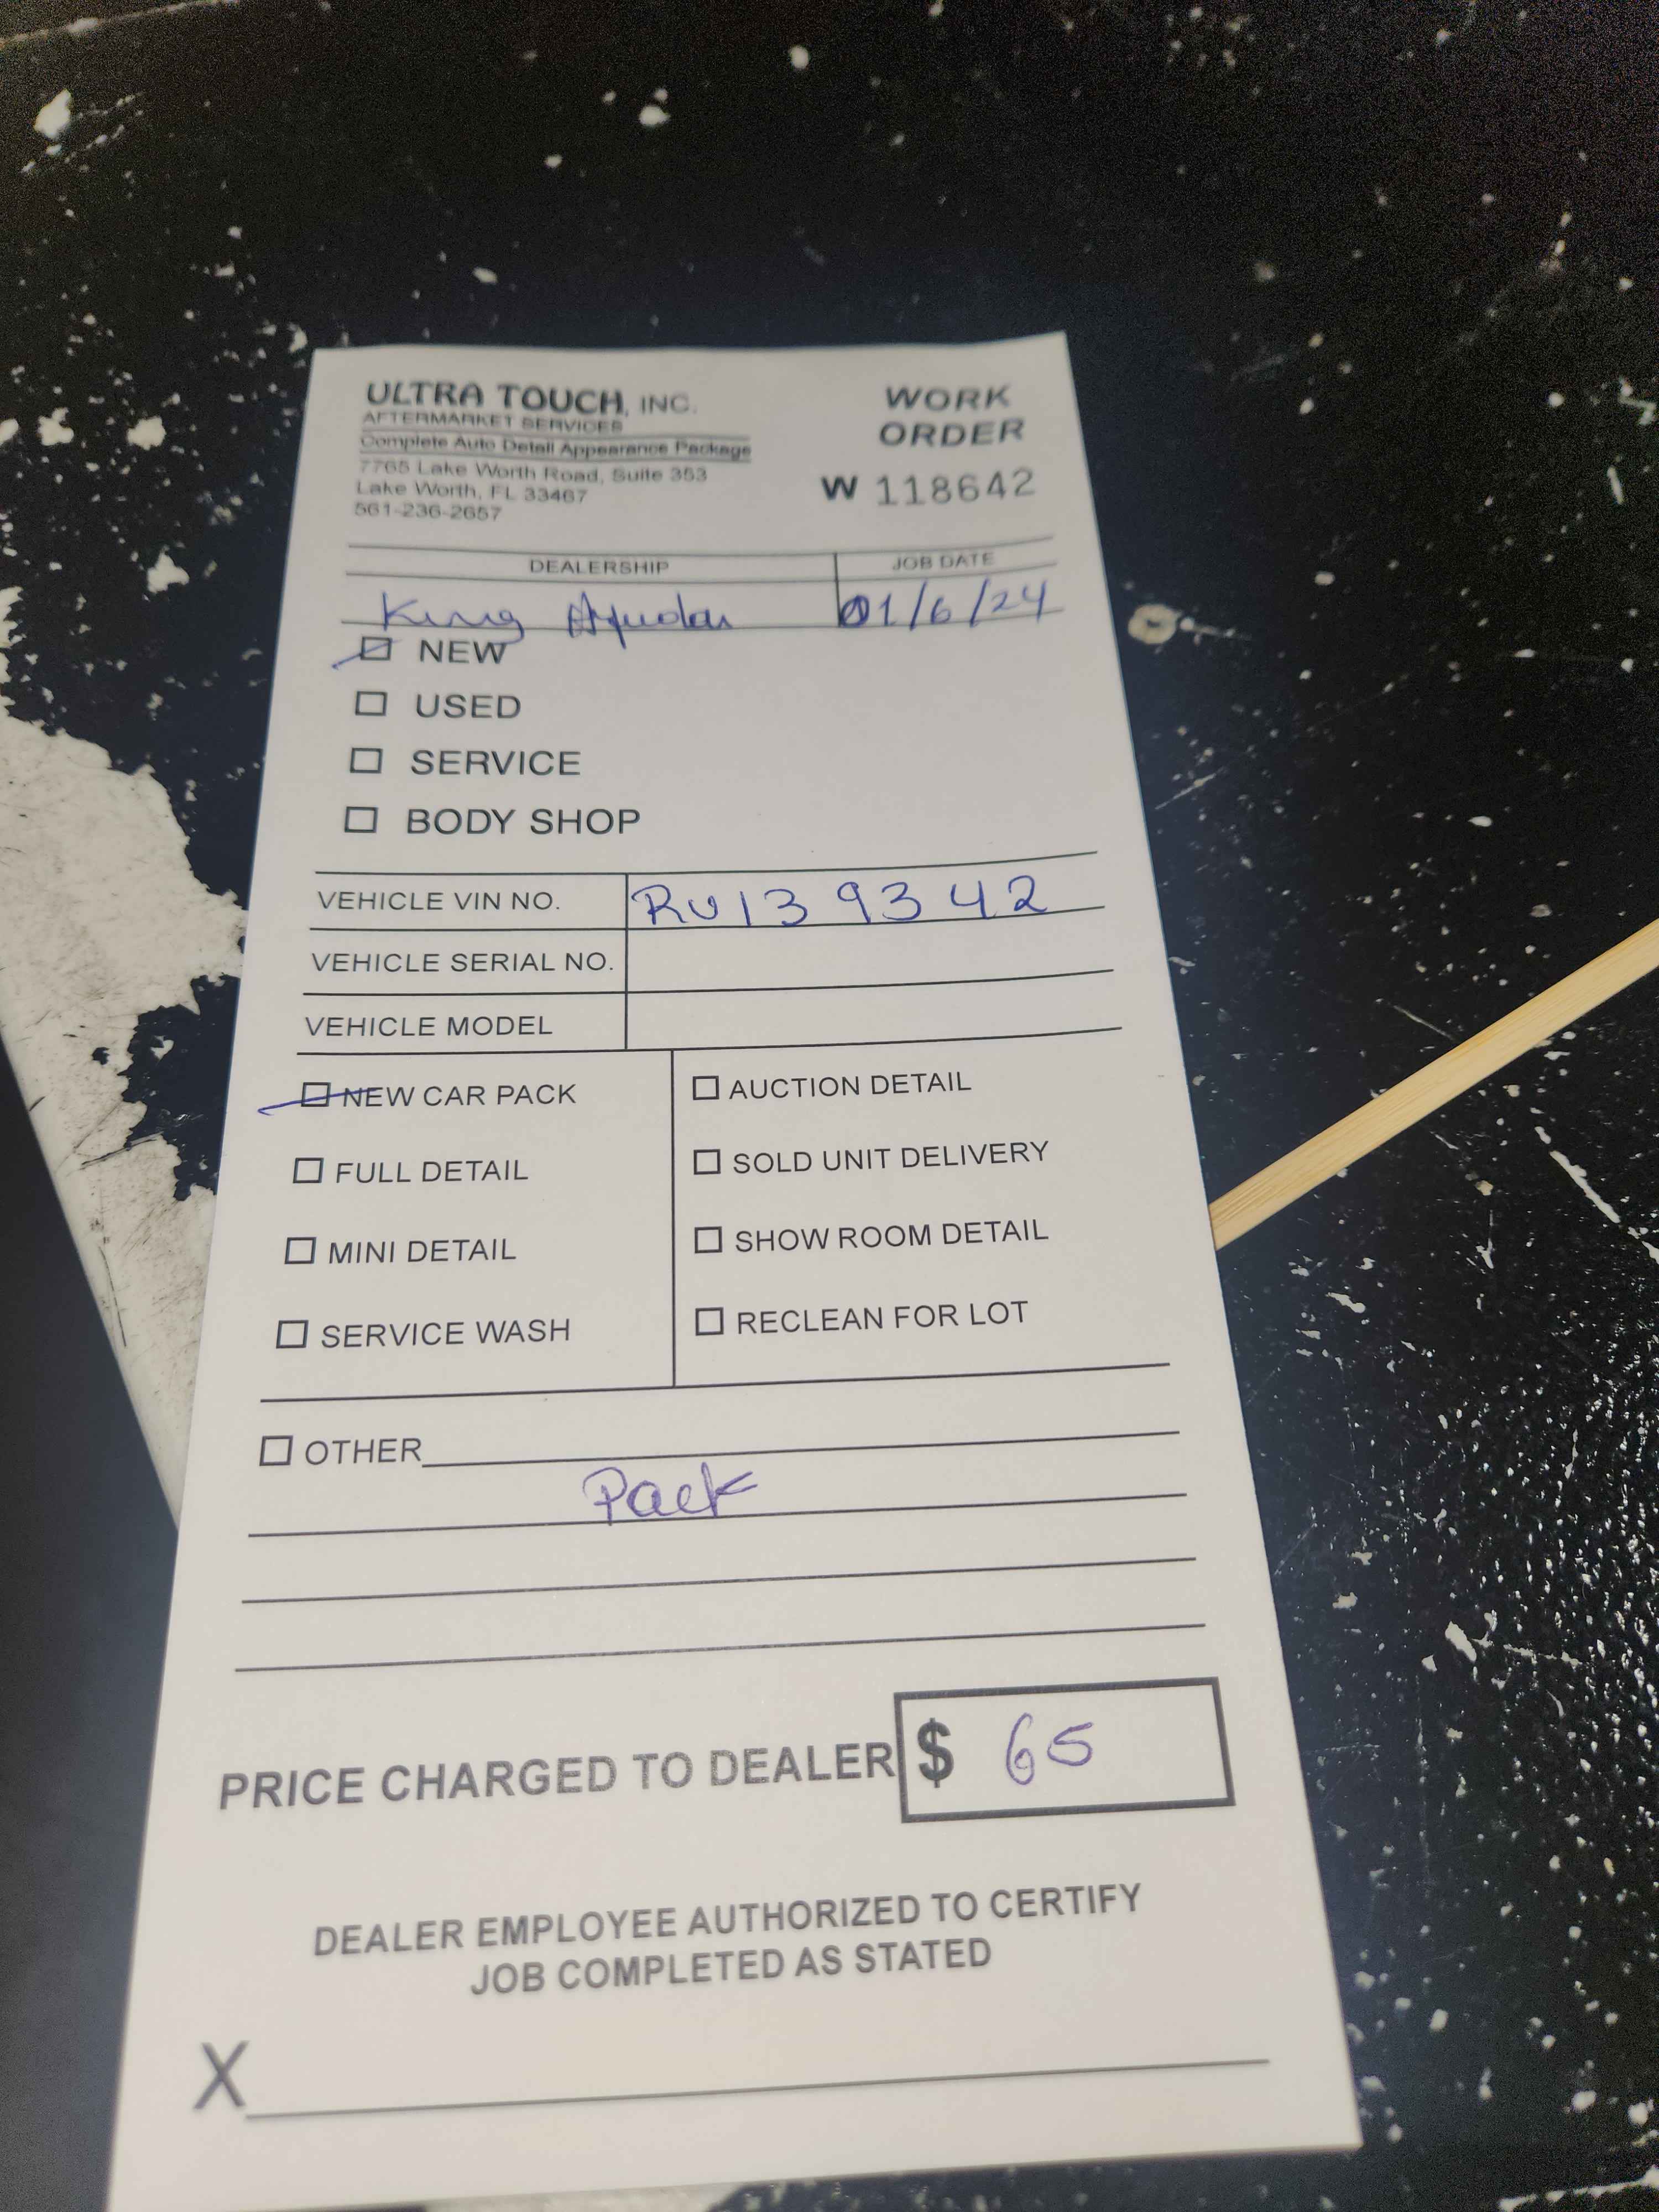 ULTRA TOUCH, INC.
AFTERMARKET SERVICES
Complete Auto Detail Appearance Package
7765 Lake Worth Road, Suite 353
Lake Worth, FL 33467
561-236-2657
WORK
ORDER
W 118642
DEALERSHIP
JOB DATE
King
01/6/24
NEW
USED
SERVICE
BODY SHOP
VEHICLE VIN NO. RU139342
VEHICLE SERIAL NO.
VEHICLE MODEL
NEW CAR PACK
FULL DETAIL
MINI DETAIL
SERVICE WASH
AUCTION DETAIL
SOLD UNIT DELIVERY
SHOW ROOM DETAIL
RECLEAN FOR LOT
OTHER
Pack
PRICE CHARGED TO DEALER $ 65
DEALER EMPLOYEE AUTHORIZED TO CERTIFY
JOB COMPLETED AS STATED
X